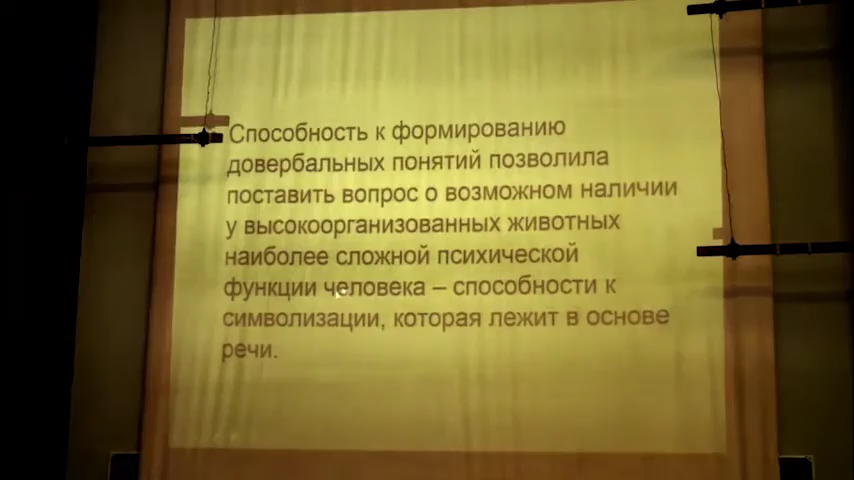 Способность к формированию
довербальных понятий позволила
поставить вопрос о возможном наличии
у высокоорганизованных животных
наиболее сложной психической
функции человека – способности к
символизации, которая лежит в основе
речи.